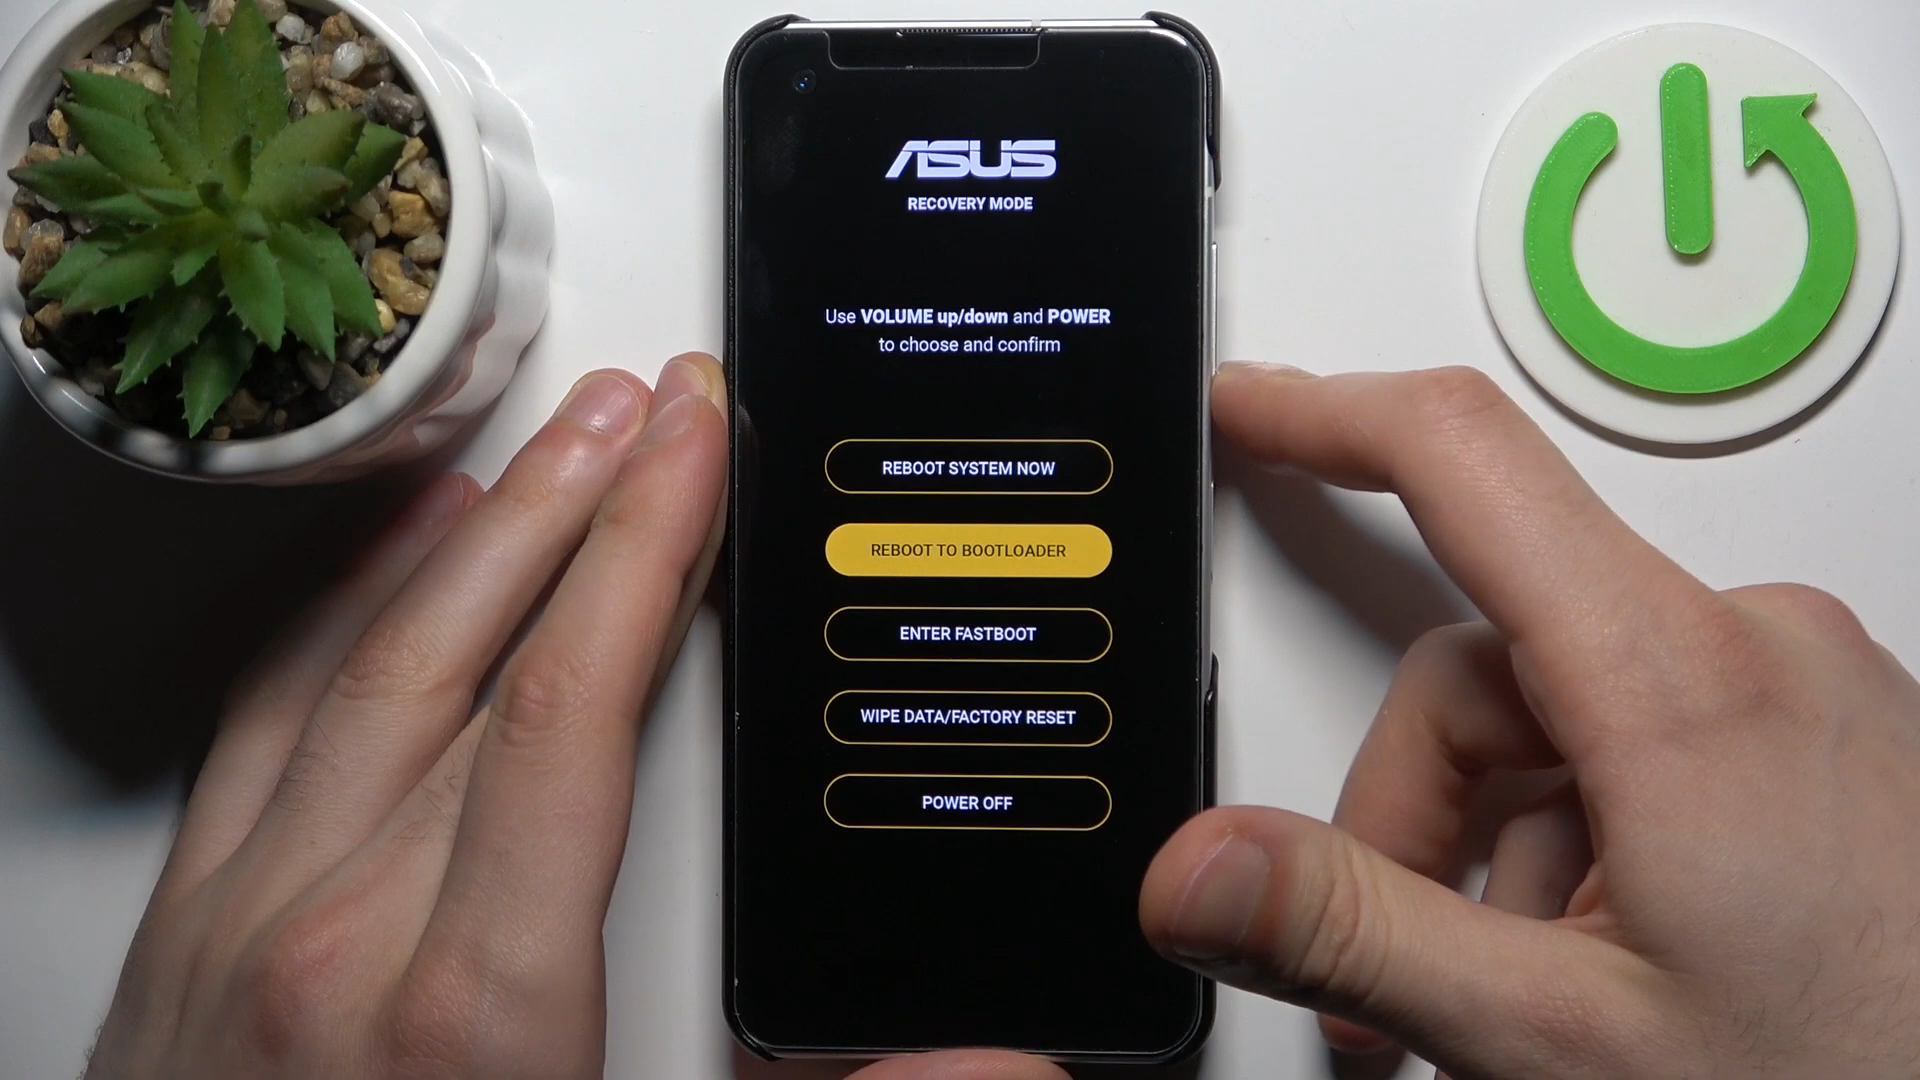 ASUS
RECOVERY MODE
Use VOLUME up/down and POWER
to choose and confirm
REBOOT SYSTEM NOW
REBOOT TO BOOTLOADER
ENTER FASTBOOT
WIPE DATA/FACTORY RESET
POWER OFF